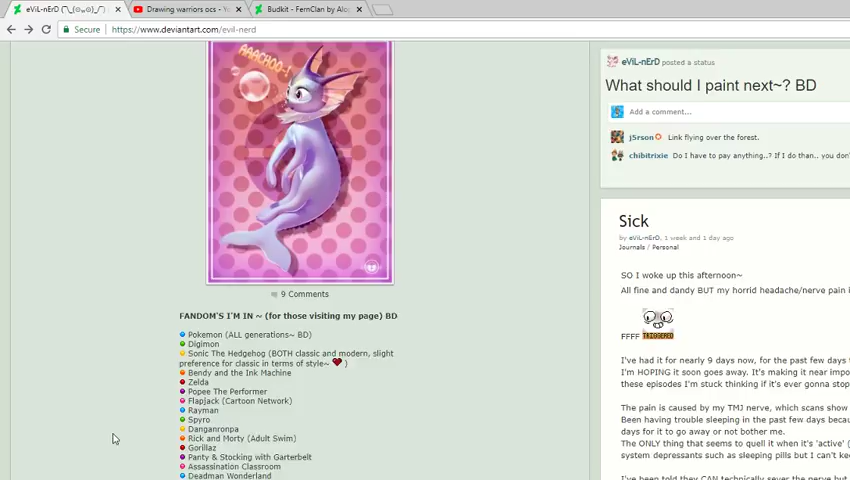 eViL-nErD
Drawing warriors ocs - Yo
Budkit - FernClan by Aloe
Secure
https://www.deviantart.com/evil-nerd
AAACHOO~!
9 Comments
FANDOM'S I'M IN ~ (for those visiting my page) BD
Pokemon (ALL generations~ BD)
Digimon
Sonic The Hedgehog (BOTH classic and modern, slight
preference for classic in terms of style~ )
Bendy and the Ink Machine
Zelda
Popee The Performer
Flapjack (Cartoon Network)
Rayman
Spyro
Danganronpa
Rick and Morty (Adult Swim)
Gorillaz
Panty & Stocking with Garterbelt
Assassination Classroom
Deadman Wonderland
eViL-nErD posted a status
What should I paint next~? BD
Add a comment...
j5rson Link flying over the forest.
chibitrixie Do I have to pay anything..? If I do than.. you don'
Sick
by eViL-nErD, 1 week and 1 day ago
Journals / Personal
SO I woke up this afternoon~
All fine and dandy BUT my horrid headache/nerve pain i
FFFF TRIGGERED
I've had it for nearly 9 days now, for the past few days
I'm HOPING it soon goes away. It's making it near impo
these episodes I'm stuck thinking if it's ever gonna stop
The pain is caused by my TMJ nerve, which scans show
Been having trouble sleeping in the past few days beca
days for it to go away or not bother me.
The ONLY thing that seems to quell it when it's 'active' (
system depressants such as sleeping pills but I can't ke
I've been told they CAN technically sever the nerve but